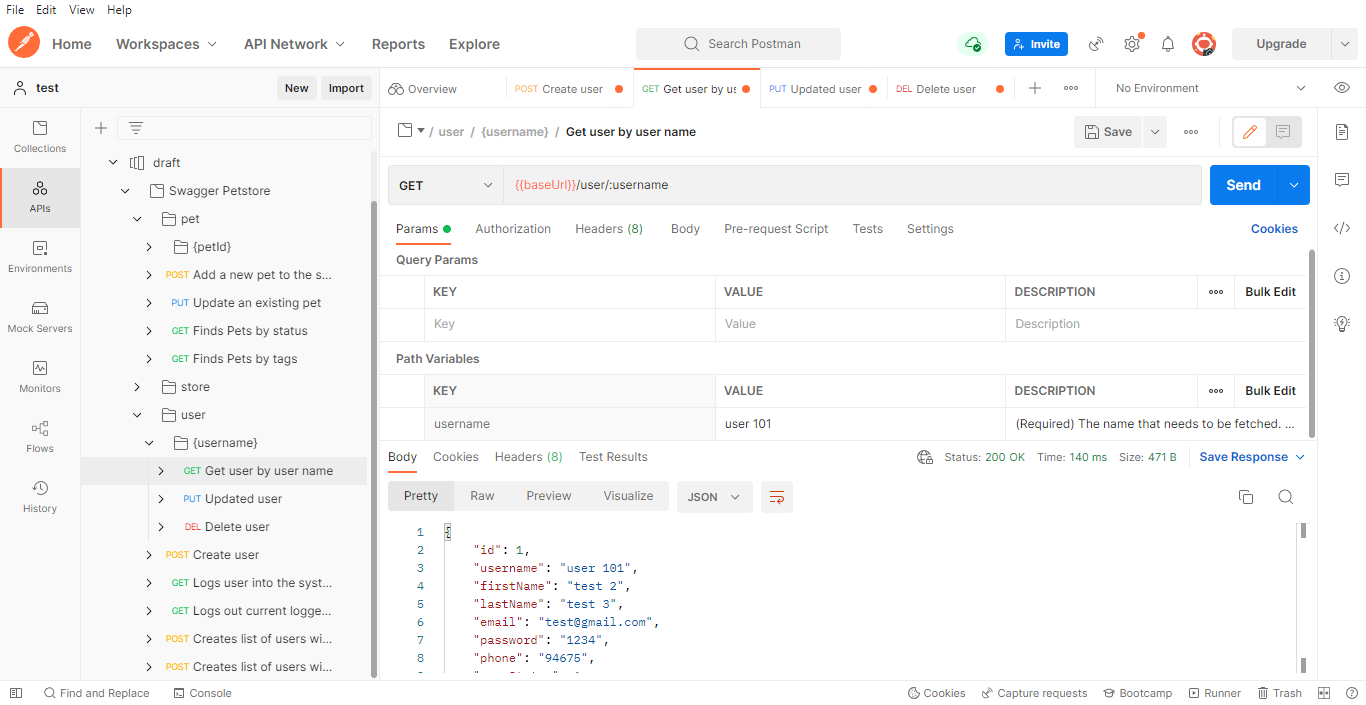 File Edit View Help
Home Workspaces API Network Reports Explore Search Postman Invite Upgrade
test New Import
Overview POST Create user GET Get user by us PUT Updated user DEL Delete user No Environment
Collections
APIs
Environments
Mock Servers
Monitors
Flows
History
draft
Swagger Petstore
pet
{petId}
POST Add a new pet to the s...
PUT Update an existing pet
GET Finds Pets by status
GET Finds Pets by tags
store
user
{username}
GET Get user by user name
PUT Updated user
DEL Delete user
POST Create user
GET Logs user into the syst...
GET Logs out current logge...
POST Creates list of users wi...
POST Creates list of users wi...
/ user / {username} / Get user by user name Save
GET {{baseUrl}}/user/:username Send
Params Authorization Headers (8) Body Pre-request Script Tests Settings Cookies
Query Params
KEY VALUE DESCRIPTION Bulk Edit
Key Value Description
Path Variables
KEY VALUE DESCRIPTION Bulk Edit
username user 101 (Required) The name that needs to be fetched. ...
Body Cookies Headers (8) Test Results Status: 200 OK Time: 140 ms Size: 471 B Save Response
Pretty Raw Preview Visualize JSON
1 {
2 "id": 1,
3 "username": "user 101",
4 "firstName": "test 2",
5 "lastName": "test 3",
6 "email": "test@gmail.com",
7 "password": "1234",
8 "phone": "94675",
Find and Replace Console Cookies Capture requests Bootcamp Runner Trash